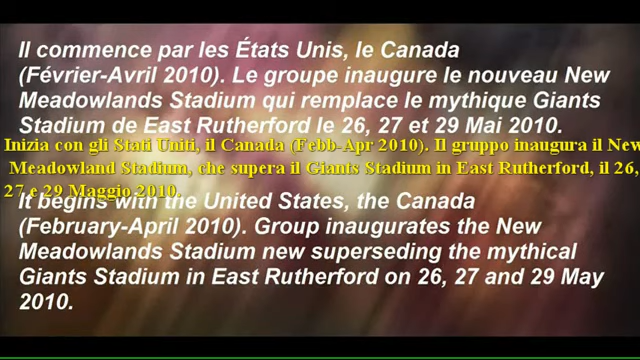 Il commence par les États Unis, le Canada
(Février-Avril 2010). Le groupe inaugure le nouveau New
Meadowlands Stadium qui remplace le mythique Giants
Stadium de East Rutherford le 26, 27 et 29 Mai 2010.
Inizia con gli Stati Uniti, il Canada (Febb-Apr 2010). Il gruppo inaugura il New
Meadowland Stadium, che supera il Giants Stadium in East Rutherford, il 26,
27 e 29 Maggio 2010.
It begins with the United States, the Canada
(February-April 2010). Group inaugurates the New
Meadowlands Stadium new superseding the mythical
Giants Stadium in East Rutherford on 26, 27 and 29 May
2010.